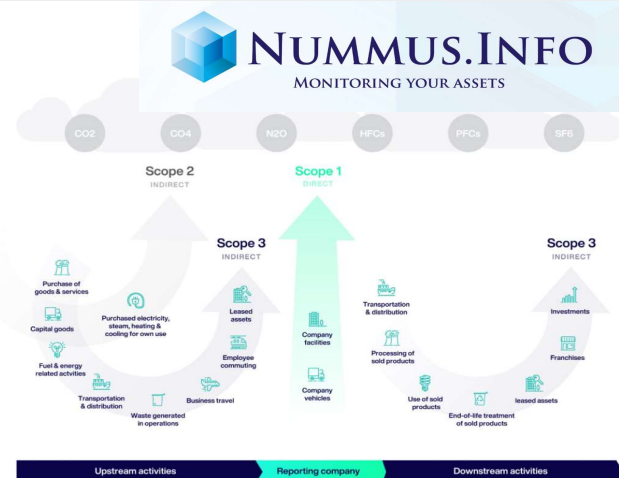 NUMMUS.INFO
MONITORING YOUR ASSETS
CO2
CO4
N2O
HFCs
PFCs
SF6
Scope 2
INDIRECT
Scope 1
DIRECT
Scope 3
INDIRECT
Scope 3
INDIRECT
Purchase of
goods & services
Capital goods
Fuel & energy
related actvities
Purchased electricity,
steam, heating &
cooling for own use
Transportation
& distribution
Waste generated
in operations
Business travel
Employee
commuting
Leased
assets
Company
facilities
Company
vehicles
Transportation
& distribution
Processing of
sold products
Use of sold
products
End-of-life treatment
of sold products
leased assets
Franchises
Investments
Upstream activities
Reporting company
Downstream activities